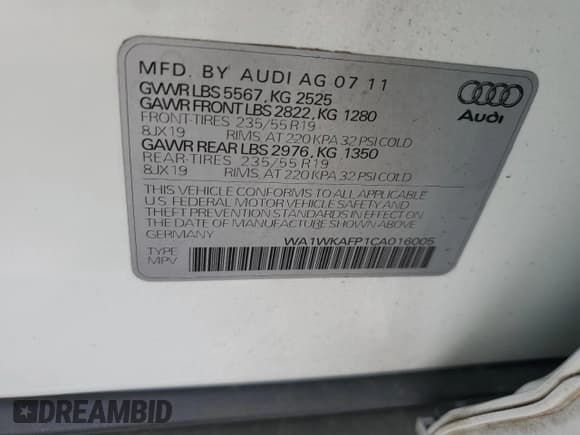 MFD. BY AUDI AG 07 11
GVWR LBS 5567, KG 2525
GAWR FRONT LBS 2822, KG 1280
FRONT-TIRES 235/55 R19
8JX19 RIMS, AT 220 KPA 32 PSI COLD
GAWR REAR LBS 2976, KG 1350
REAR-TIRES 235/55 R19
8JX19 RIMS, AT 220 KPA 32 PSI COLD
THIS VEHICLE CONFORMS TO ALL APPLICABLE
U.S. FEDERAL MOTOR VEHICLE SAFETY AND
THEFT PREVENTION STANDARDS IN EFFECT ON
THE DATE OF MANUFACTURE SHOWN ABOVE.
GERMANY WA1WKAFP1CA016005
TYPE
MPV
Audi
DREAMBID